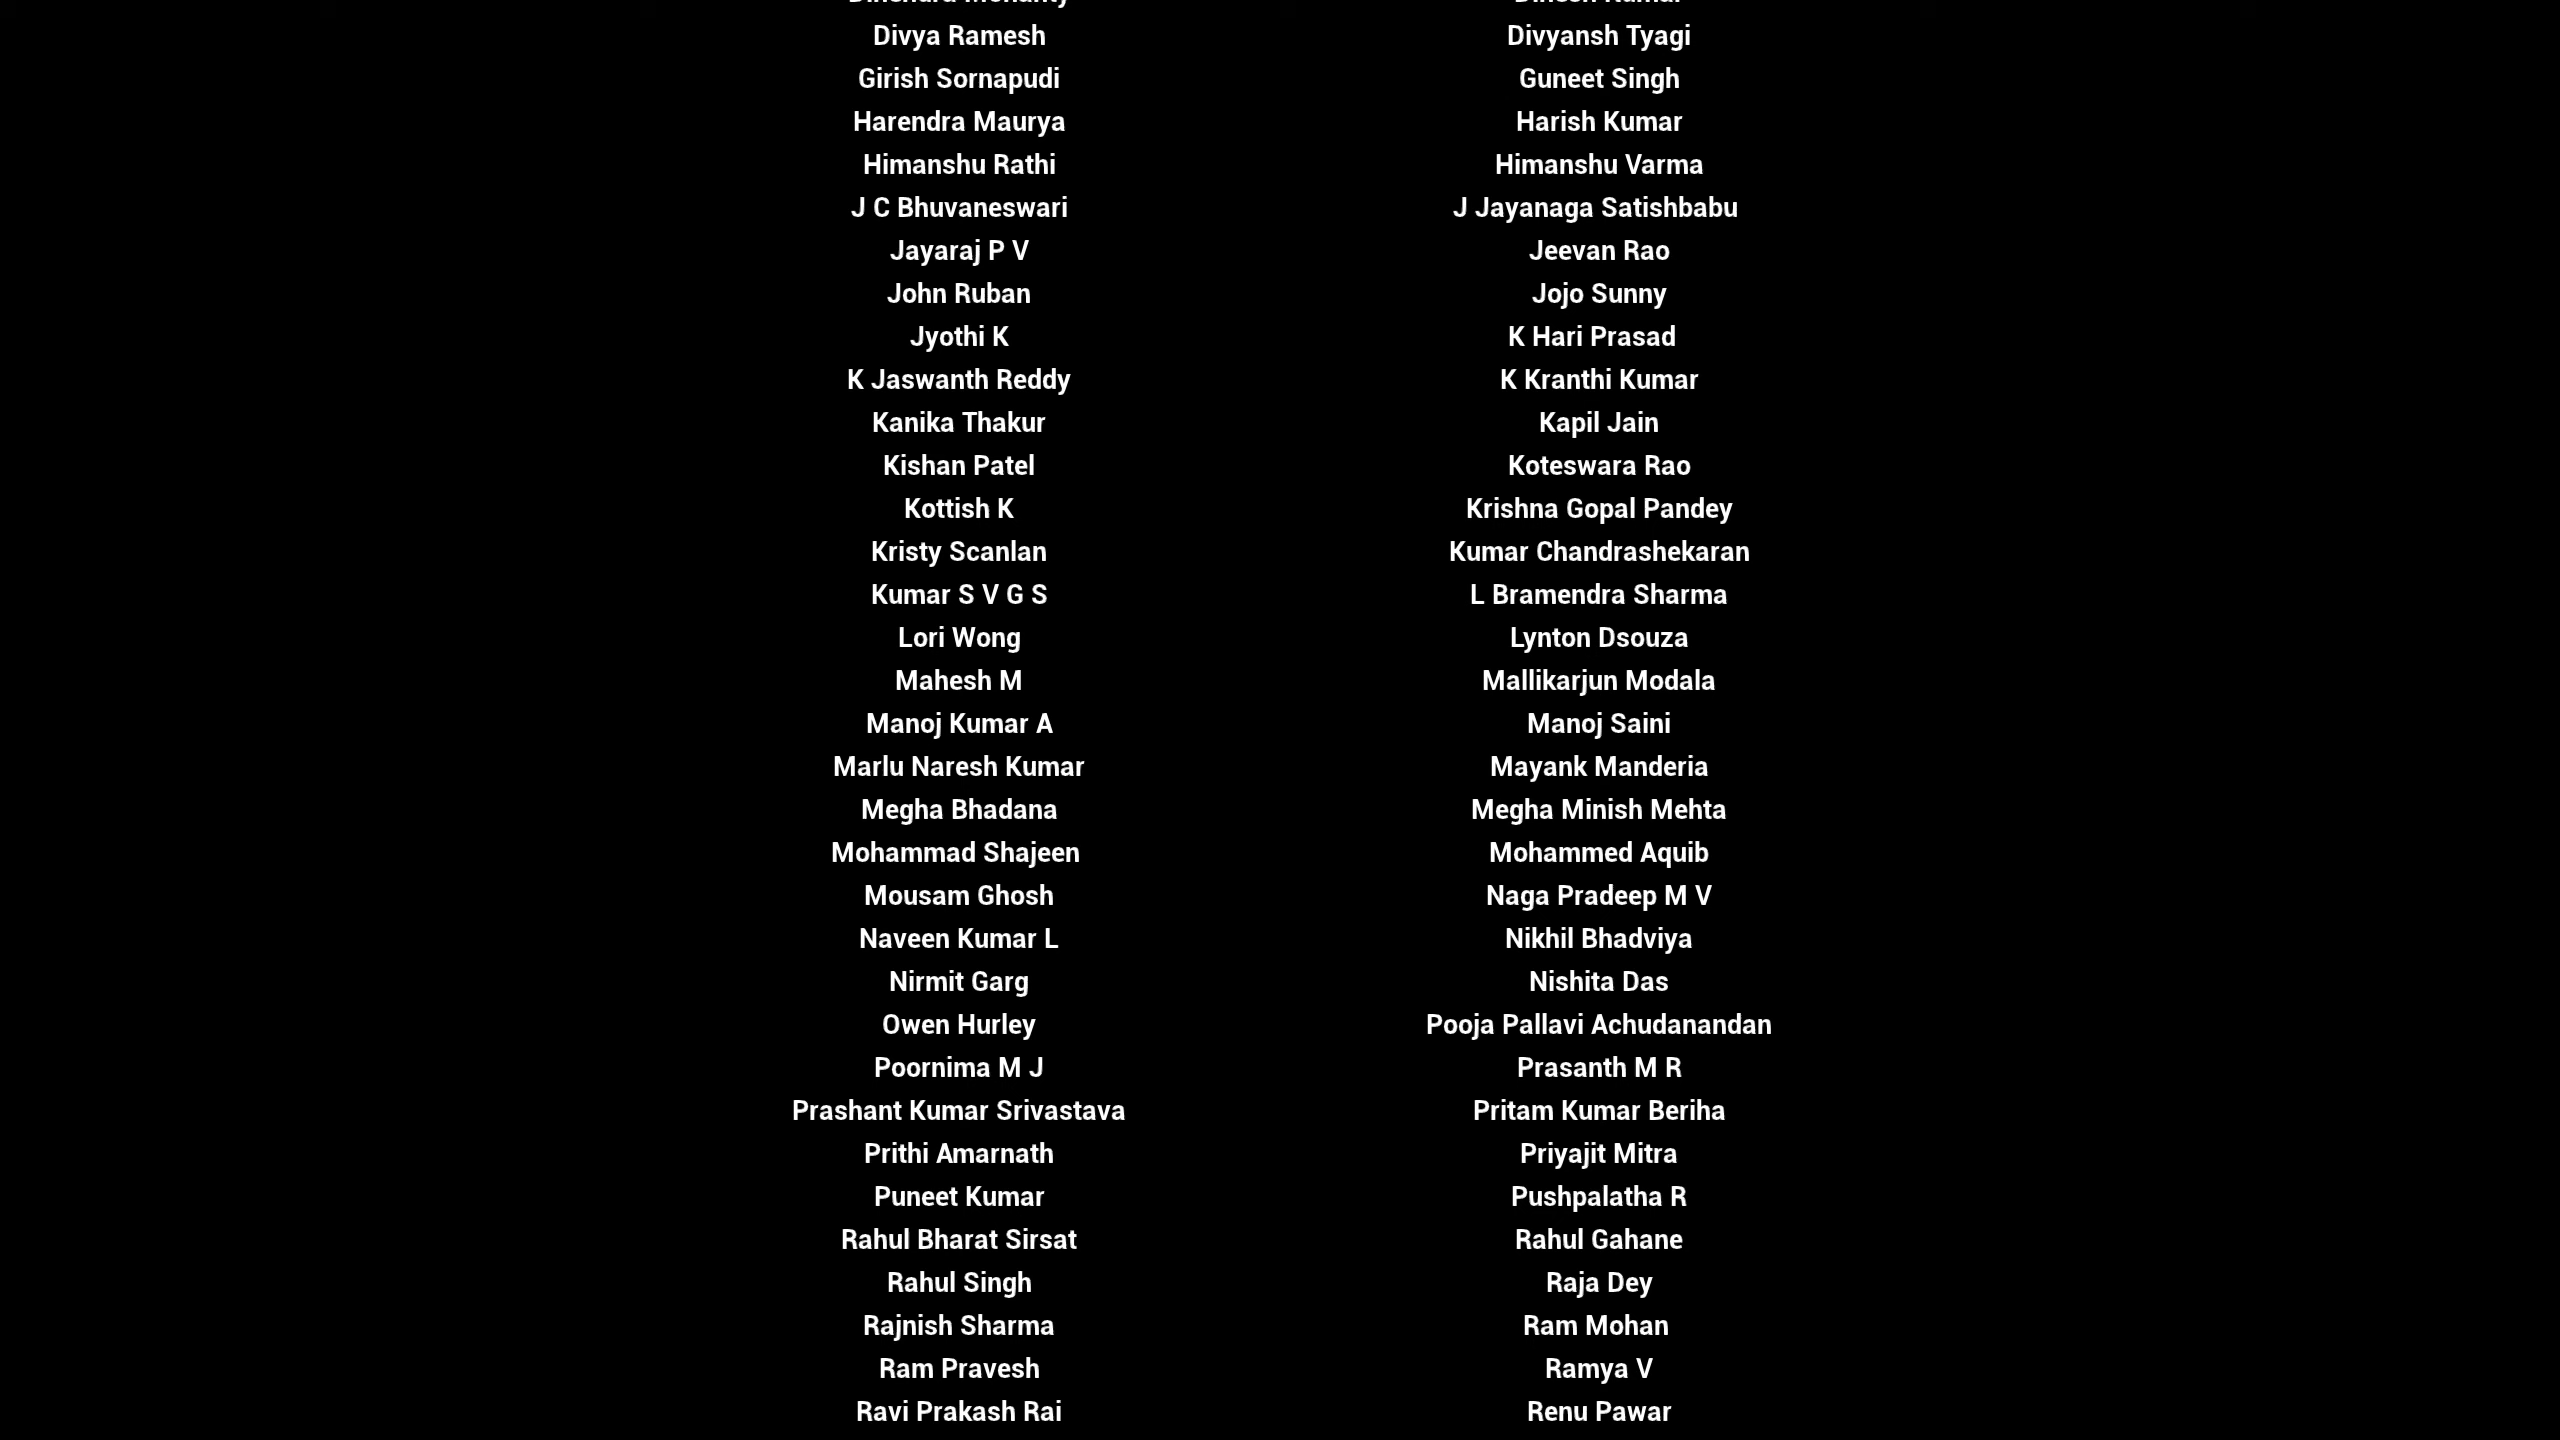 Divya Ramesh Divyansh Tyagi
Girish Sornapudi Guneet Singh
Harendra Maurya Harish Kumar
Himanshu Rathi Himanshu Varma
J C Bhuvaneswari J Jayanaga Satishbabu
Jayaraj P V Jeevan Rao
John Ruban Jojo Sunny
Jyothi K K Hari Prasad
K Jaswanth Reddy K Kranthi Kumar
Kanika Thakur Kapil Jain
Kishan Patel Koteswara Rao
Kottish K Krishna Gopal Pandey
Kristy Scanlan Kumar Chandrashekaran
Kumar S V G S L Bramendra Sharma
Lori Wong Lynton Dsouza
Mahesh M Mallikarjun Modala
Manoj Kumar A Manoj Saini
Marlu Naresh Kumar Mayank Manderia
Megha Bhadana Megha Minish Mehta
Mohammad Shajeen Mohammed Aquib
Mousam Ghosh Naga Pradeep M V
Naveen Kumar L Nikhil Bhadviya
Nirmit Garg Nishita Das
Owen Hurley Pooja Pallavi Achudanandan
Poornima M J Prasanth M R
Prashant Kumar Srivastava Pritam Kumar Beriha
Prithi Amarnath Priyajit Mitra
Puneet Kumar Pushpalatha R
Rahul Bharat Sirsat Rahul Gahane
Rahul Singh Raja Dey
Rajnish Sharma Ram Mohan
Ram Pravesh Ramya V
Ravi Prakash Rai Renu Pawar